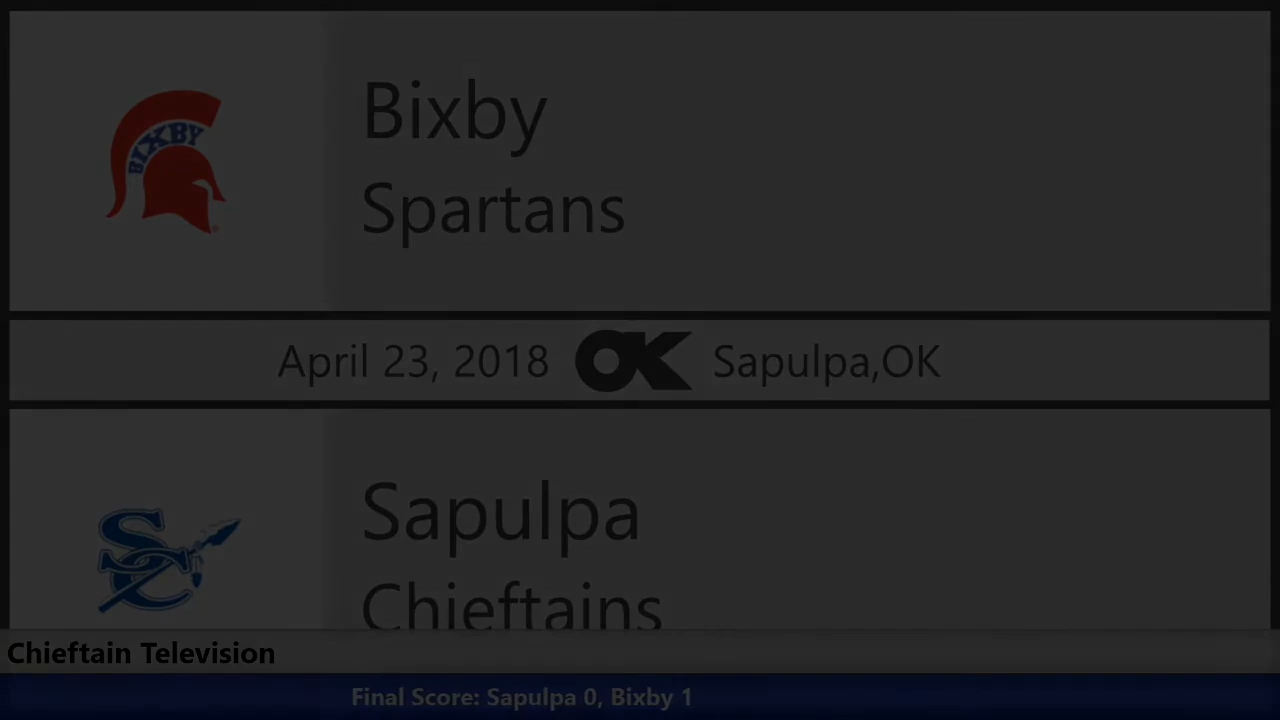 BIXBY
Bixby
Spartans
April 23, 2018 OK Sapulpa,OK
SC
Sapulpa
Chieftains
Chieftain Television
Final Score: Sapulpa 0, Bixby 1